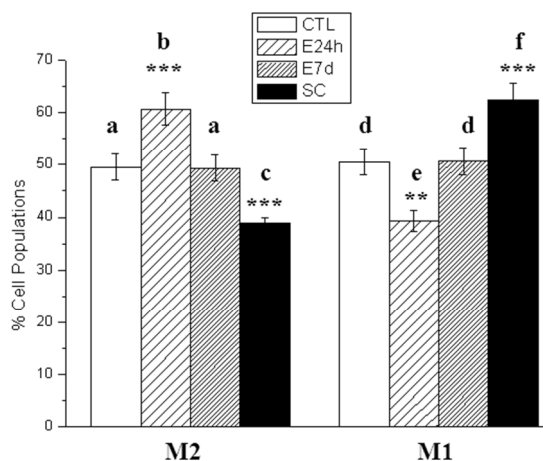 CTL
E24h
E7d
SC
% Cell Populations
70
60
50
40
30
20
10
0
a
b
***
a
c
***
d
e
**
d
f
***
M2
M1